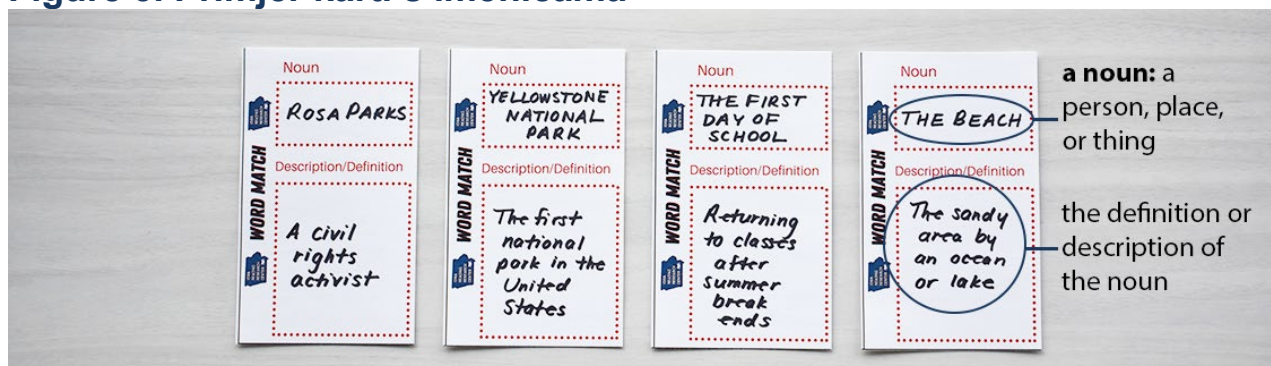 Noun
ROSA PARKS
Description/Definition
A civil
rights
activist
WORD MATCH
Noun
YELLOWSTONE
NATIONAL
PARK
Description/Definition
The first
national
park in the
United
States
WORD MATCH
Noun
THE FIRST
DAY OF
SCHOOL
Description/Definition
Returning
to classes
after
summer
break
ends
WORD MATCH
Noun
THE BEACH
Description/Definition
The sandy
area by
an ocean
or lake
WORD MATCH
a noun: a
person, place,
or thing
the definition or
description of
the noun